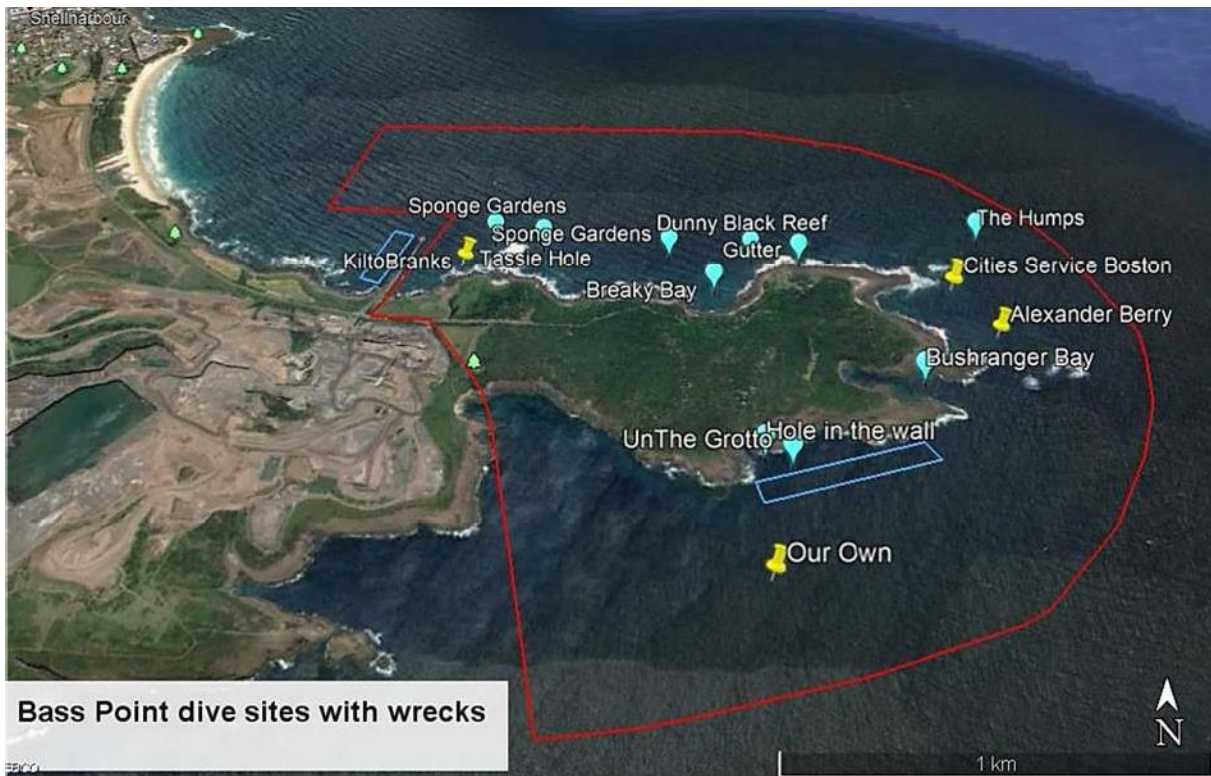 Shellharbour
Sponge Gardens
Sponge Gardens
Dunny Black Reef
Gutter
The Humps
KiltoBranks
Tassie Hole
Cities Service Boston
Breaky Bay
Alexander Berry
Bushranger Bay
UnThe Grotto
Hole in the wall
Our Own
Bass Point dive sites with wrecks
N
1 km